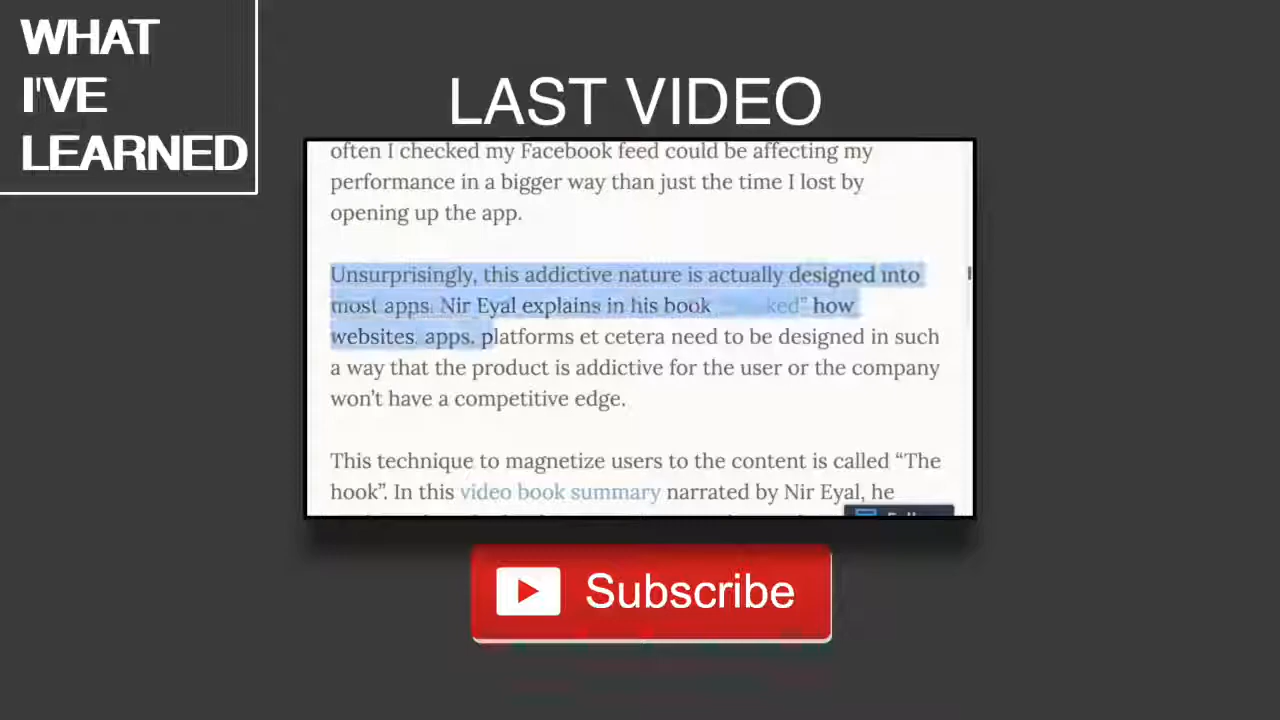 WHAT
I'VE
LEARNED
LAST VIDEO
often I checked my Facebook feed could be affecting my
performance in a bigger way than just the time I lost by
opening up the app.
Unsurprisingly, this addictive nature is actually designed into
most apps. Nir Eyal explains in his book ked” how
websites, apps, platforms et cetera need to be designed in such
a way that the product is addictive for the user or the company
won’t have a competitive edge.
This technique to magnetize users to the content is called “The
hook”. In this video book summary narrated by Nir Eyal, he
Subscribe